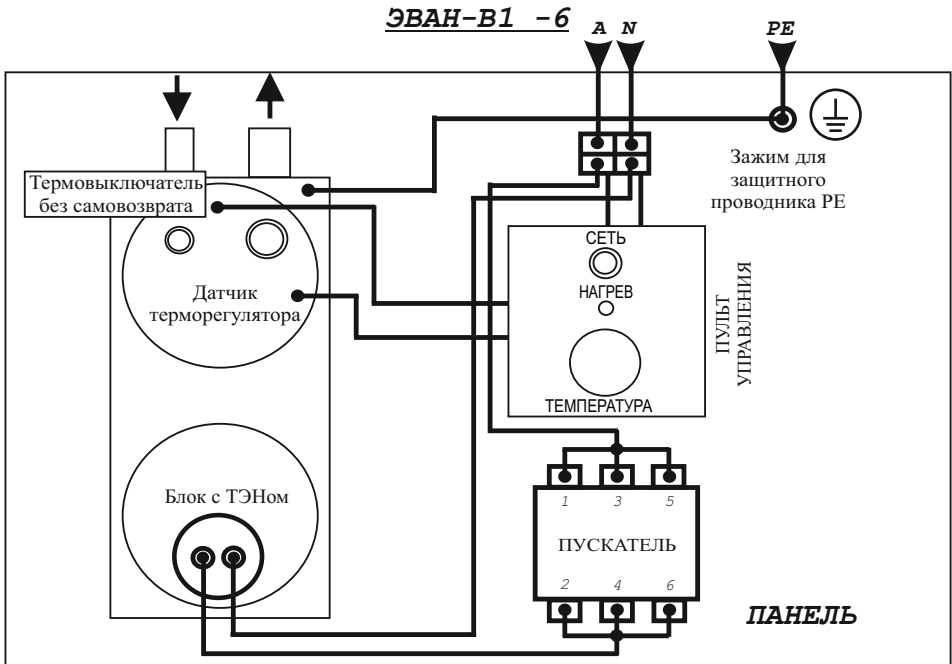 ЭВАН-В1 -6
A N
PE
Зажим для
защитного
проводника РЕ
Термовыключатель
без самовозврата
Датчик
терморегулятора
СЕТЬ
НАГРЕВ
ТЕМПЕРАТУРА
ПУЛЬТ
УПРАВЛЕНИЯ
Блок с ТЭНом
1 3 5
ПУСКАТЕЛЬ
2 4 6
ПАНЕЛЬ